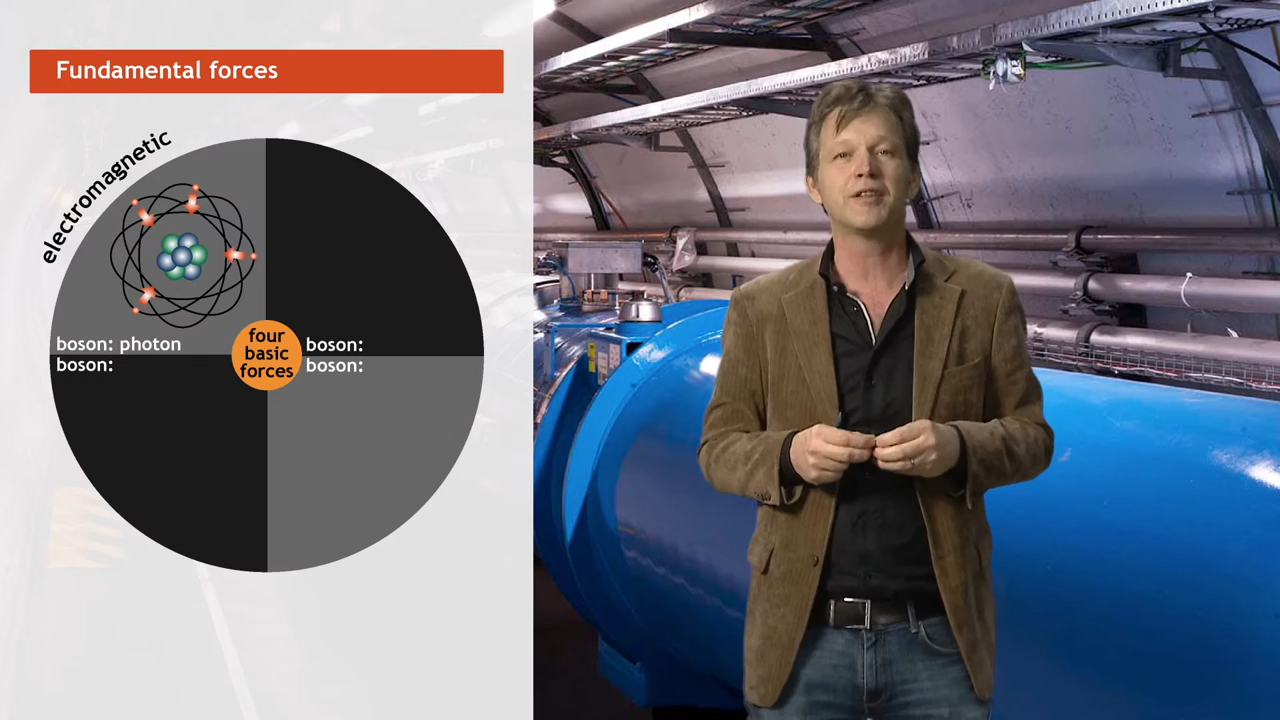 Fundamental forces
electromagnetic
boson: photon
boson:
four
basic
forces
boson:
boson: